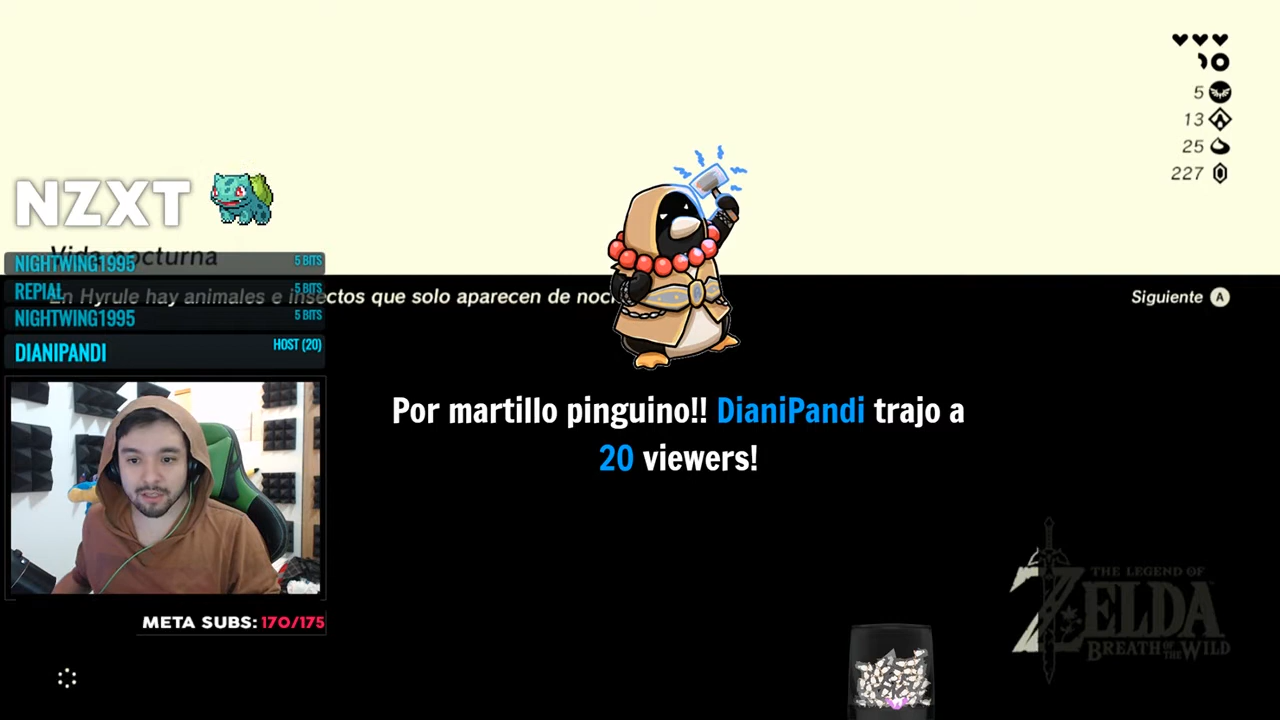 5
13
25
227
NZXT
Vida nocturna
NIGHTWING1995 5 BITS
REPIAL 5 BITS
En Hyrule hay animales e insectos que solo aparecen de noc
Siguiente A
NIGHTWING1995 5 BITS
DIANIPANDI HOST (20)
Por martillo pinguino!! DianiPandi trajo a
20 viewers!
META SUBS: 170/175
THE LEGEND OF
ZELDA
BREATH OF THE WILD